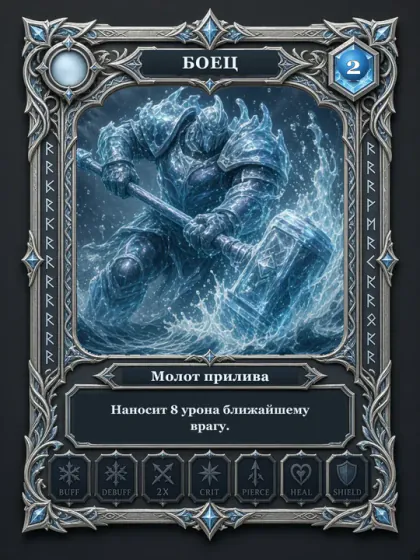 БОЕЦ
2
Молот прилива
Наносит 8 урона ближайшему
врагу.
BUFF DEBUFF 2X CRIT PIERCE HEAL SHIELD